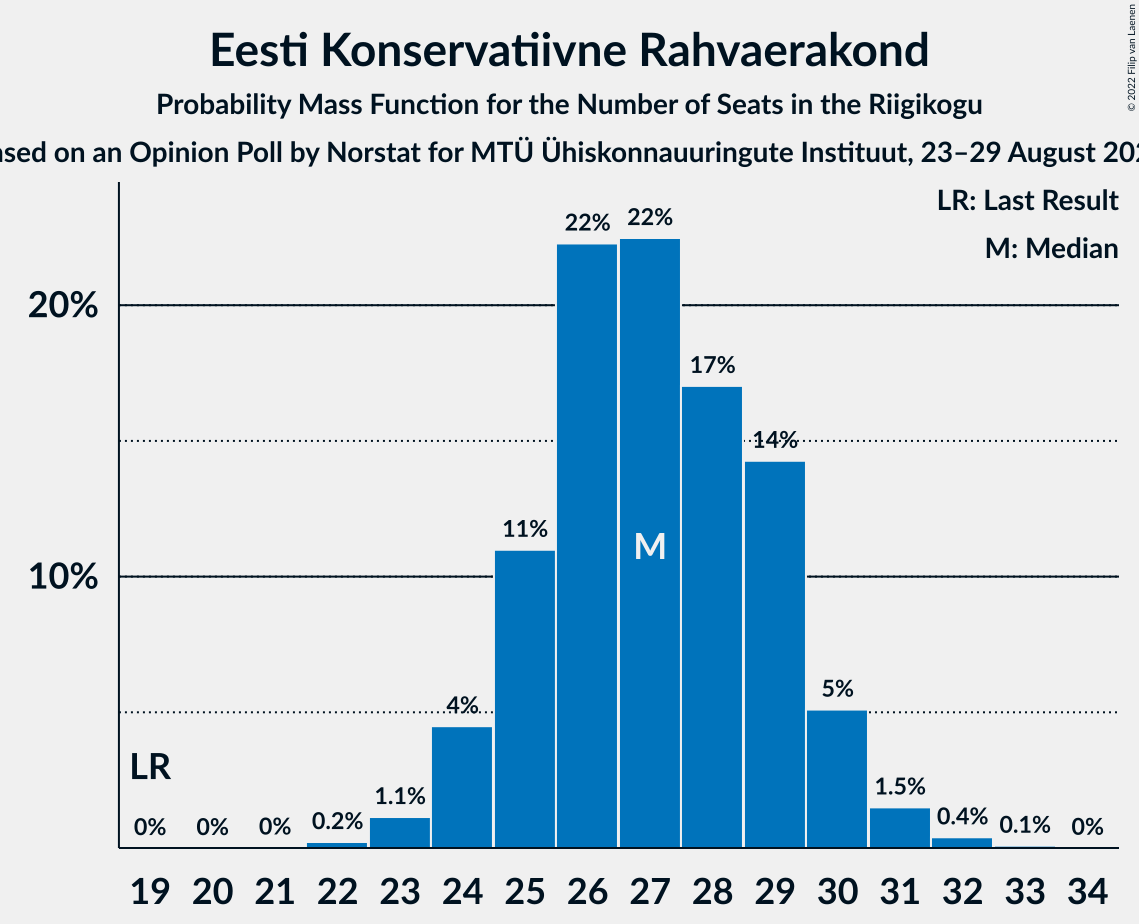 Eesti Konservatiivne Rahvaerakond
Probability Mass Function for the Number of Seats in the Riigikogu
on an Opinion Poll by Norstat for MTÜ Ühiskonnauuringute Instituut, 23–29 August
© 2022 Filip van Laenen
LR: Last Result
M: Median
22% 22%
20%
17%
14%
11%
M
10%
5%
4%
LR
1.5%
1.1%
0.4%
0.2%
0.1%
0% 0% 0% 0%
19 20 21 22 23 24 25 26 27 28 29 30 31 32 33 34